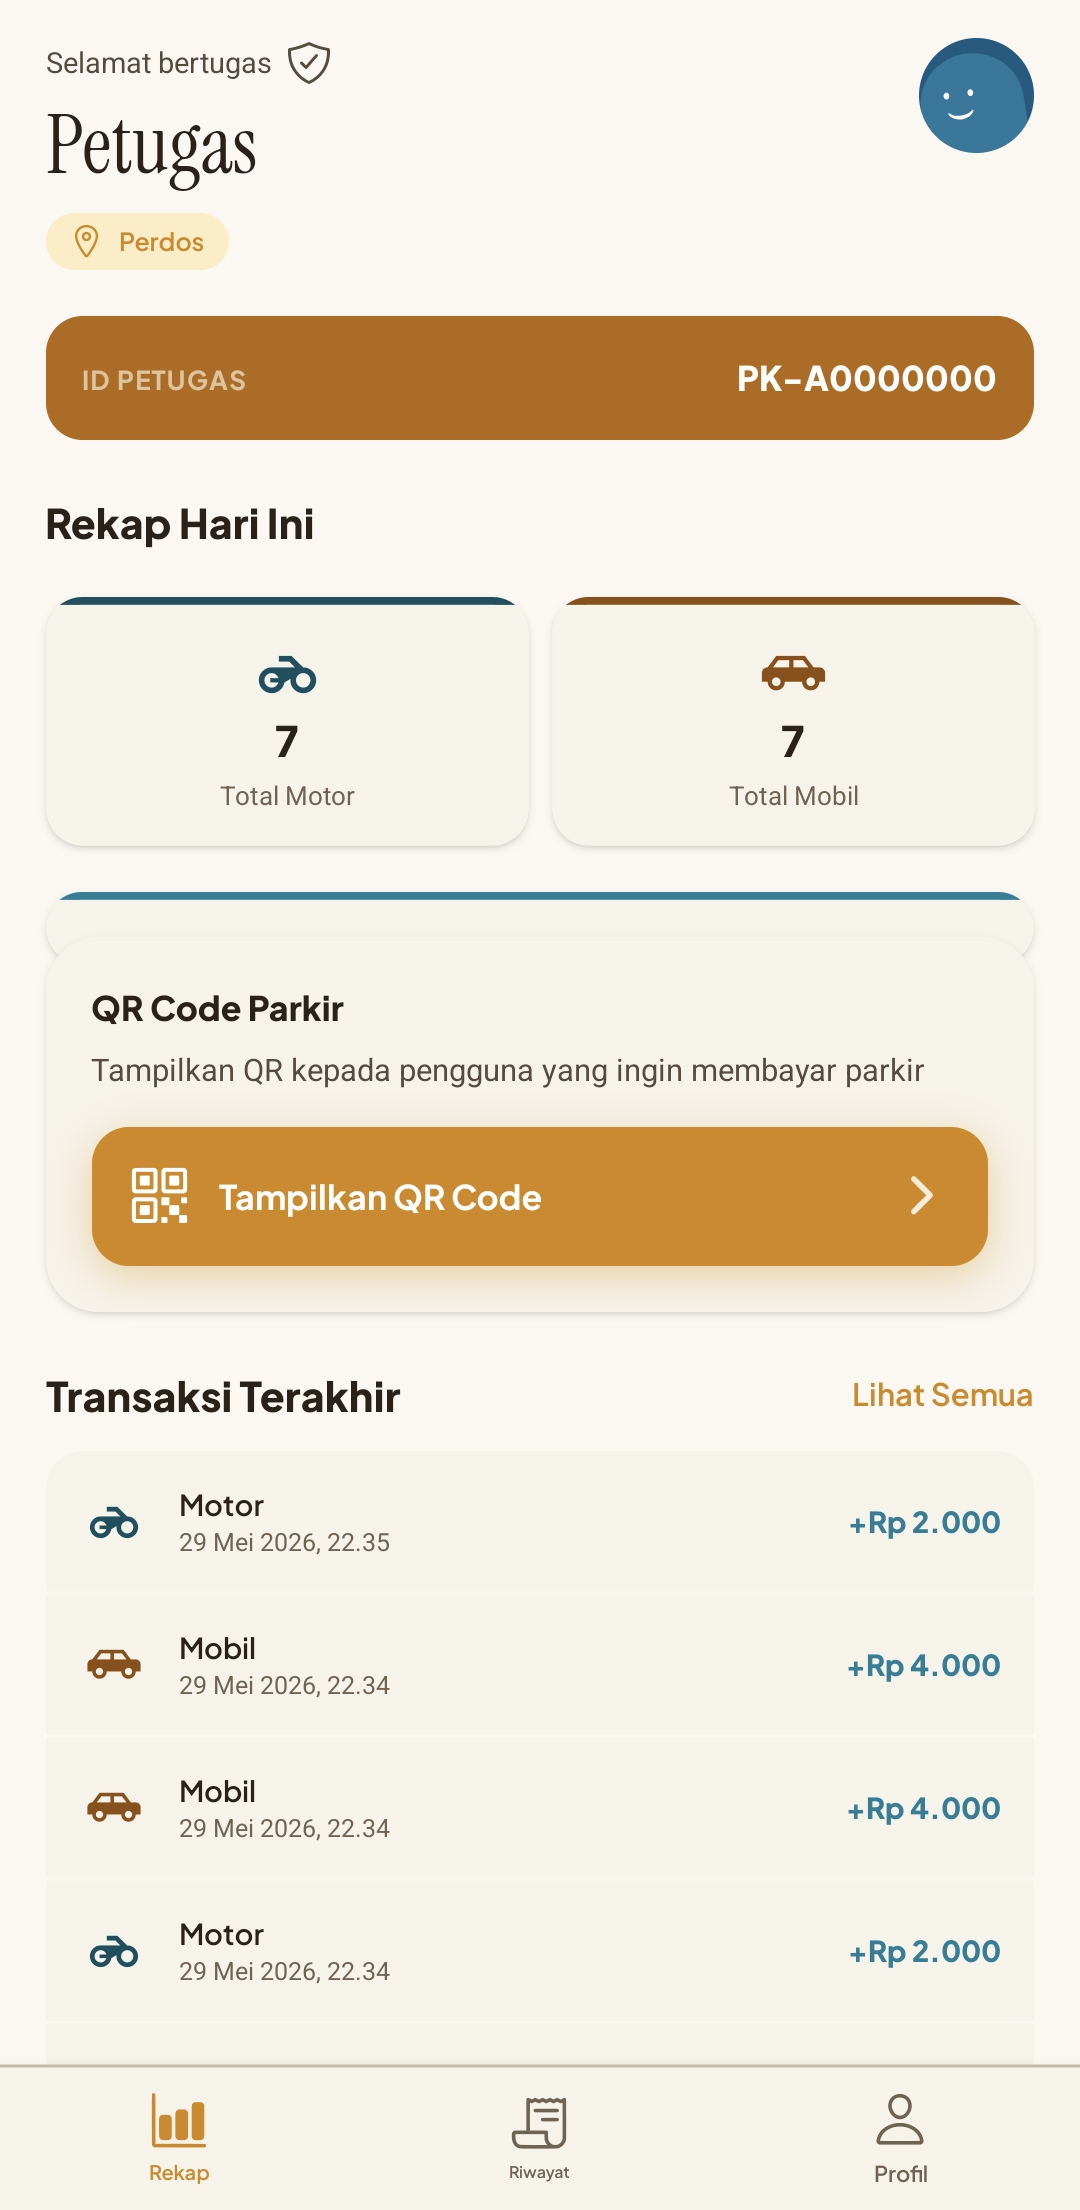 Selamat bertugas
Petugas
Perdos
ID PETUGAS
PK-A0000000
Rekap Hari Ini
7
Total Motor
7
Total Mobil
QR Code Parkir
Tampilkan QR kepada pengguna yang ingin membayar parkir
Tampilkan QR Code
Transaksi Terakhir
Lihat Semua
Motor
29 Mei 2026, 22.35
+Rp 2.000
Mobil
29 Mei 2026, 22.34
+Rp 4.000
Mobil
29 Mei 2026, 22.34
+Rp 4.000
Motor
29 Mei 2026, 22.34
+Rp 2.000
Rekap
Riwayat
Profil